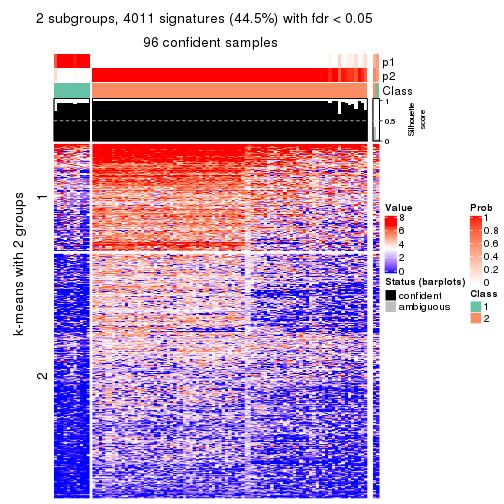 2 subgroups, 4011 signatures (44.5%) with fdr < 0.05
96 confident samples
p1
p2
Class
1
0.5
0
Silhouette
score
k-means with 2 groups
1
2
Value
8
6
4
2
0
Status (barplots)
confident
ambiguous
Prob
1
0.8
0.6
0.4
0.2
0
Class
1
2